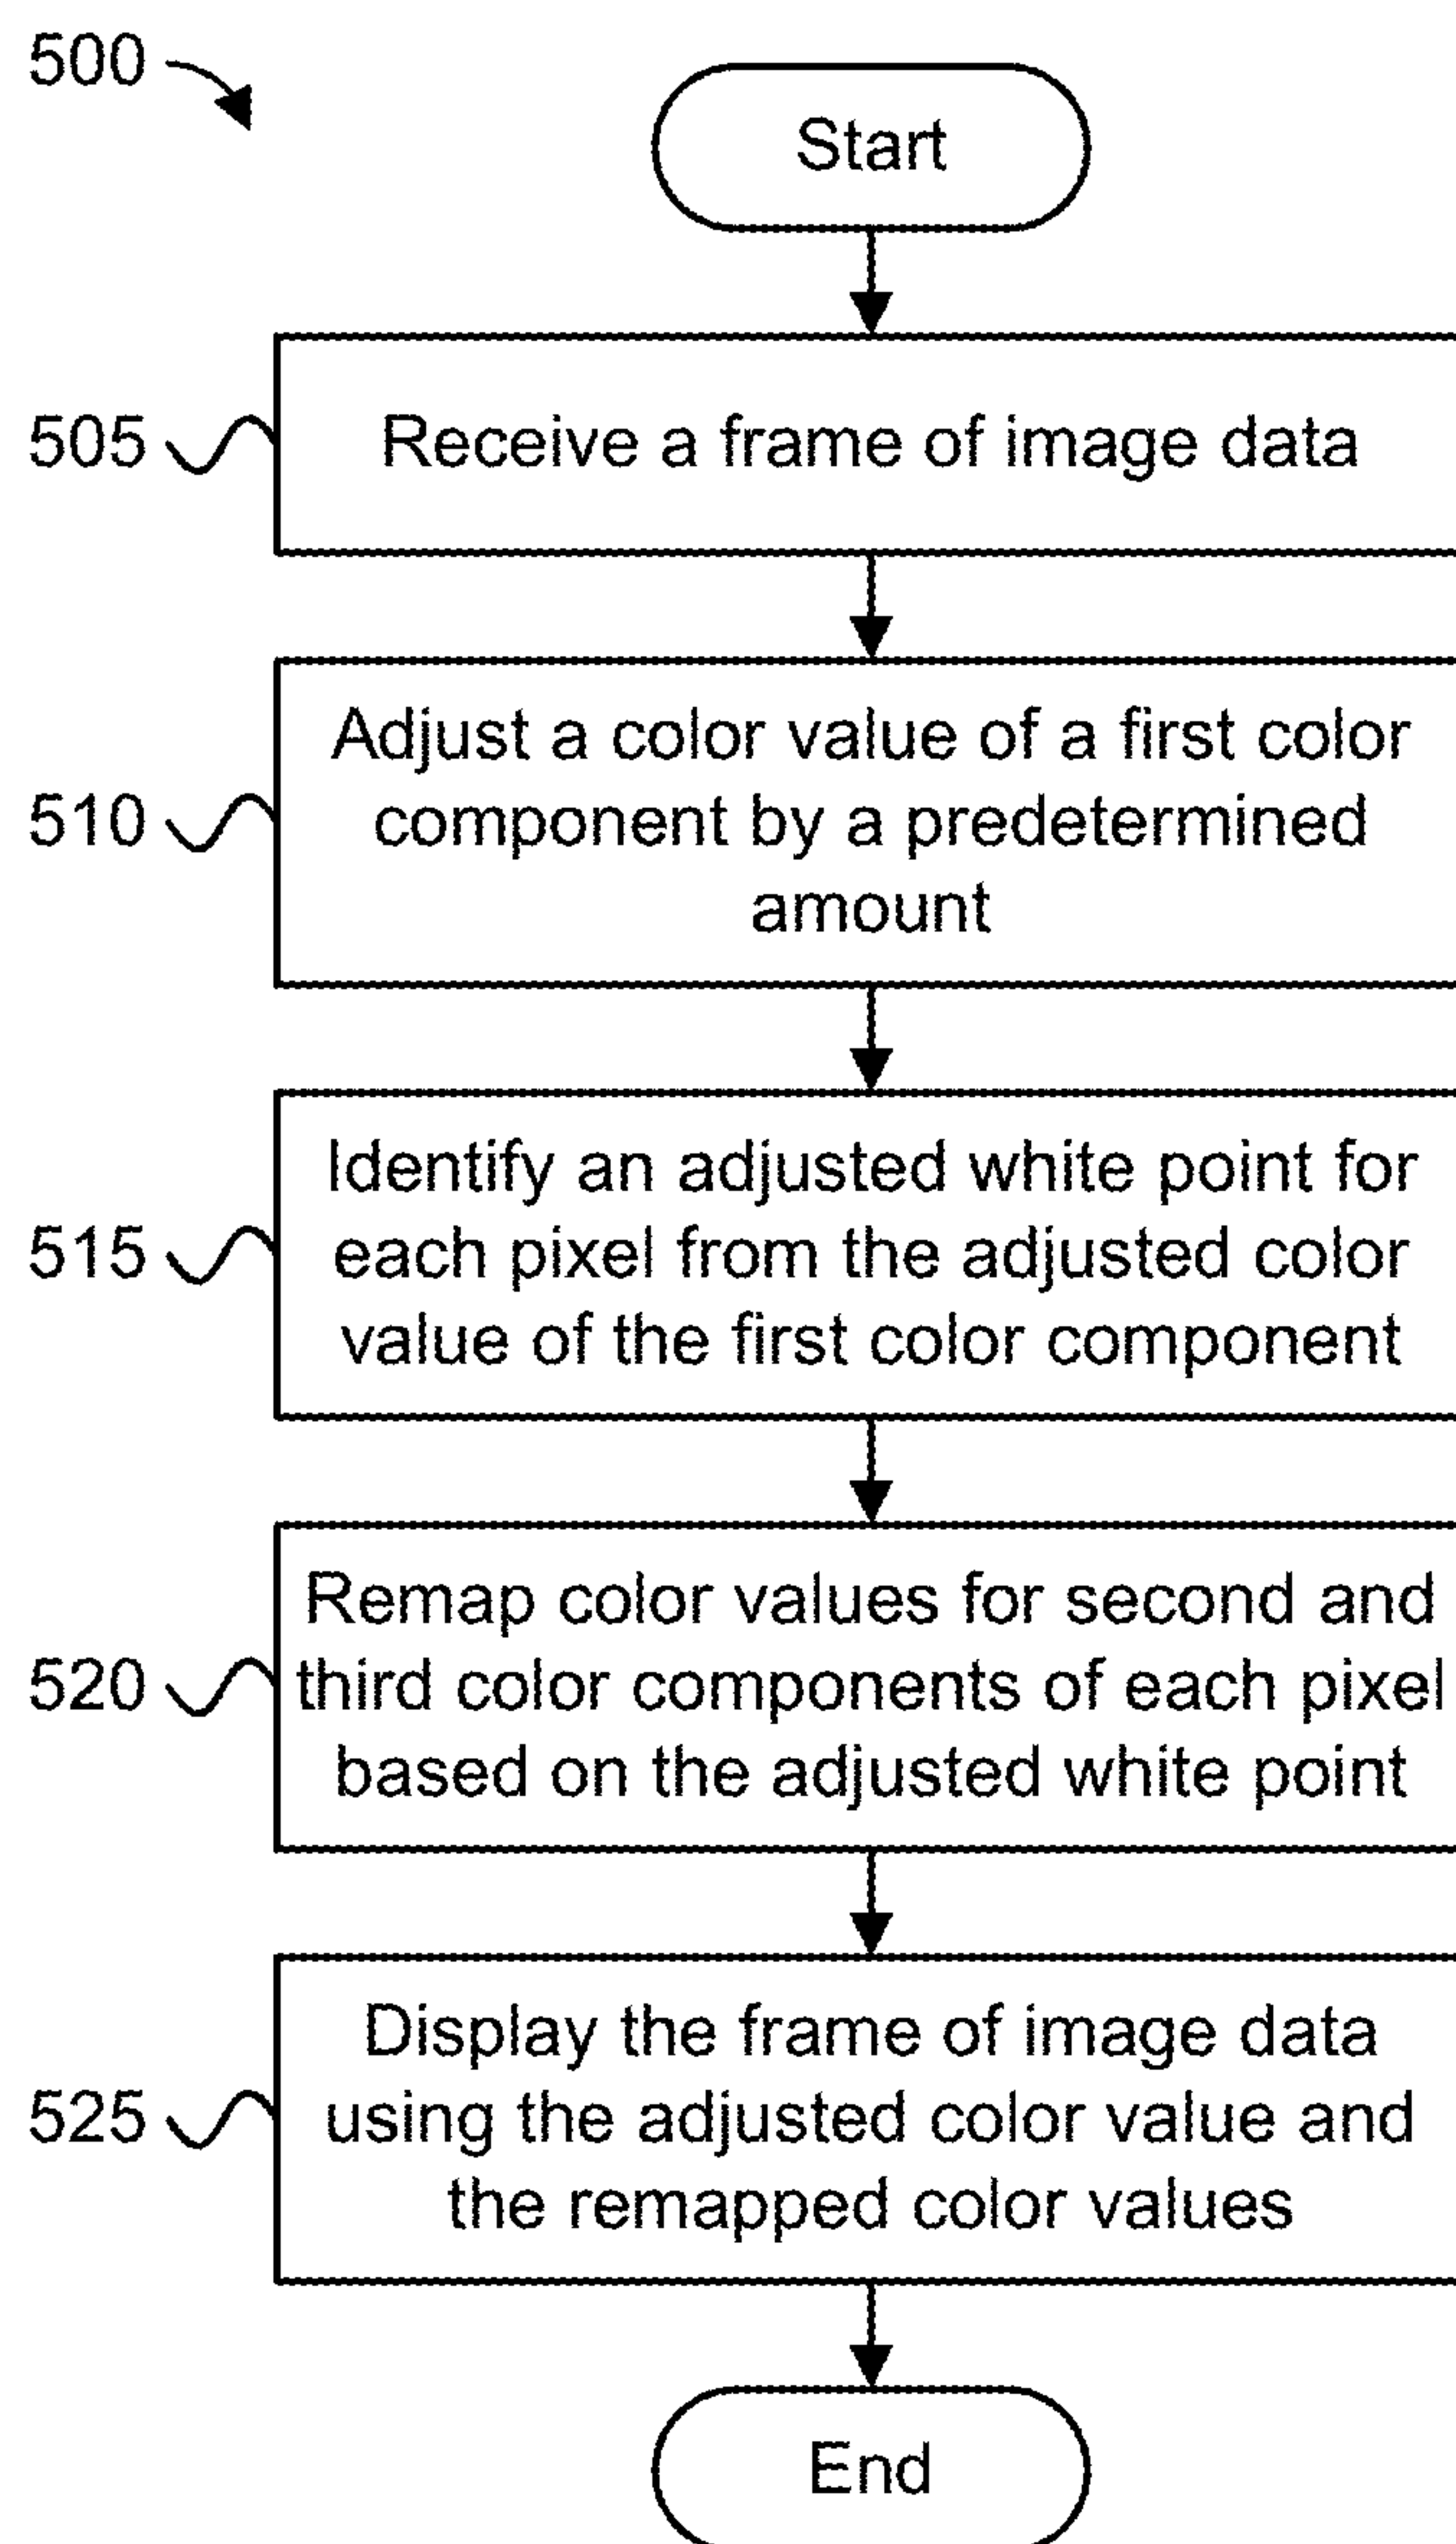 500
Start
505
Receive a frame of image data
510
Adjust a color value of a first color
component by a predetermined
amount
515
Identify an adjusted white point for
each pixel from the adjusted color
value of the first color component
520
Remap color values for second and
third color components of each pixel
based on the adjusted white point
525
Display the frame of image data
using the adjusted color value and
the remapped color values
End